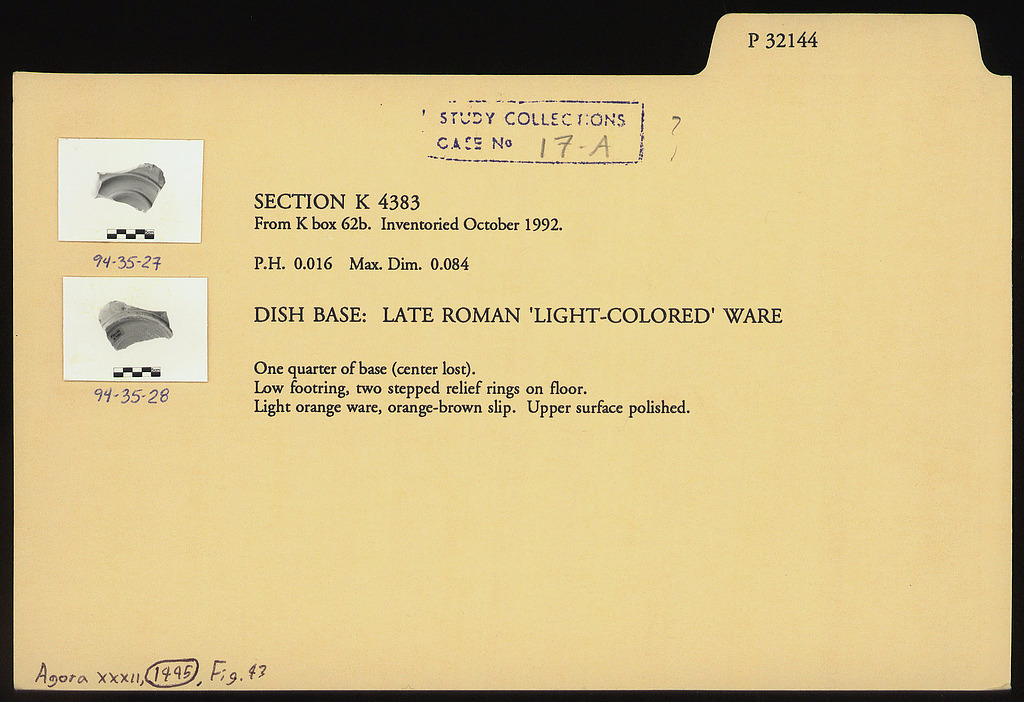 P 32144
STUDY COLLECTIONS
CASE No 17-A ?
SECTION K 4383
From K box 62b. Inventoried October 1992.
94-35-27
P.H. 0.016 Max. Dim. 0.084
DISH BASE: LATE ROMAN 'LIGHT-COLORED' WARE
94-35-28
One quarter of base (center lost).
Low footring, two stepped relief rings on floor.
Light orange ware, orange-brown slip. Upper surface polished.
Agora XXXII, 1445, Fig. 43